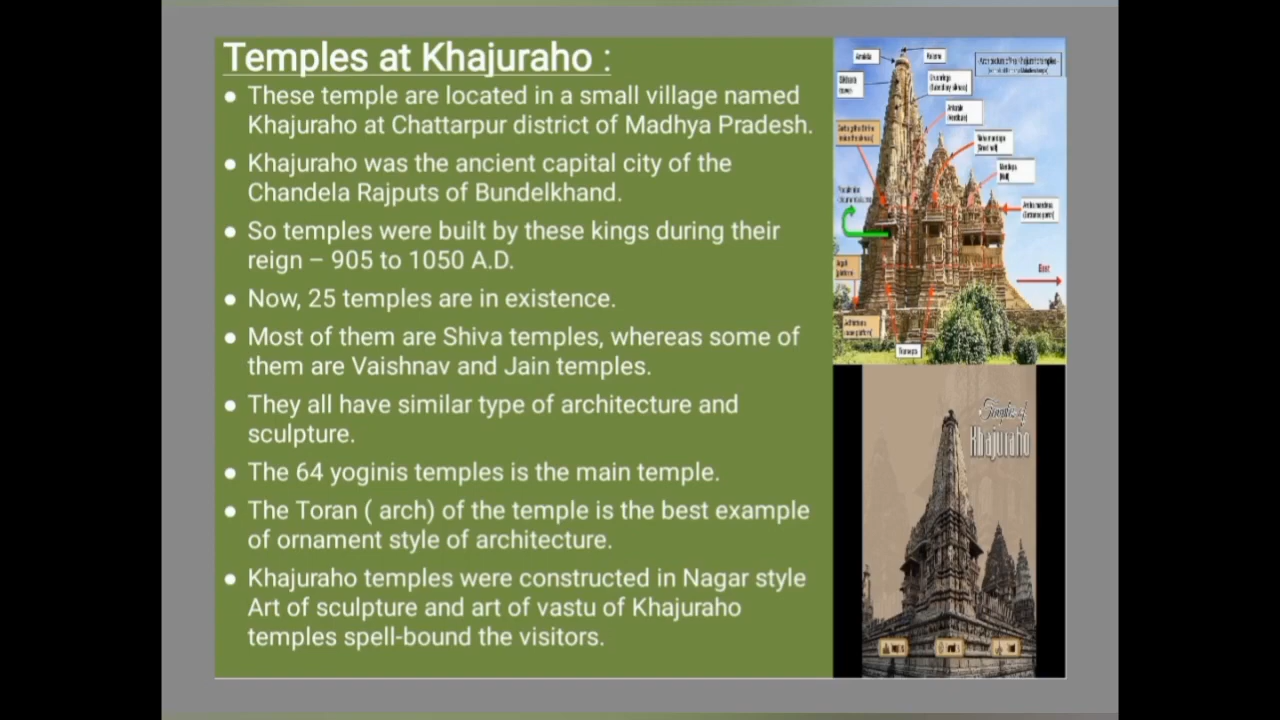 Temples at Khajuraho :
● These temple are located in a small village named
Khajuraho at Chattarpur district of Madhya Pradesh.
● Khajuraho was the ancient capital city of the
Chandela Rajputs of Bundelkhand.
● So temples were built by these kings during their
reign – 905 to 1050 A.D.
● Now, 25 temples are in existence.
● Most of them are Shiva temples, whereas some of
them are Vaishnav and Jain temples.
● They all have similar type of architecture and
sculpture.
● The 64 yoginis temples is the main temple.
● The Toran ( arch) of the temple is the best example
of ornament style of architecture.
● Khajuraho temples were constructed in Nagar style
Art of sculpture and art of vastu of Khajuraho
temples spell-bound the visitors.
East
Temples of
Khajuraho